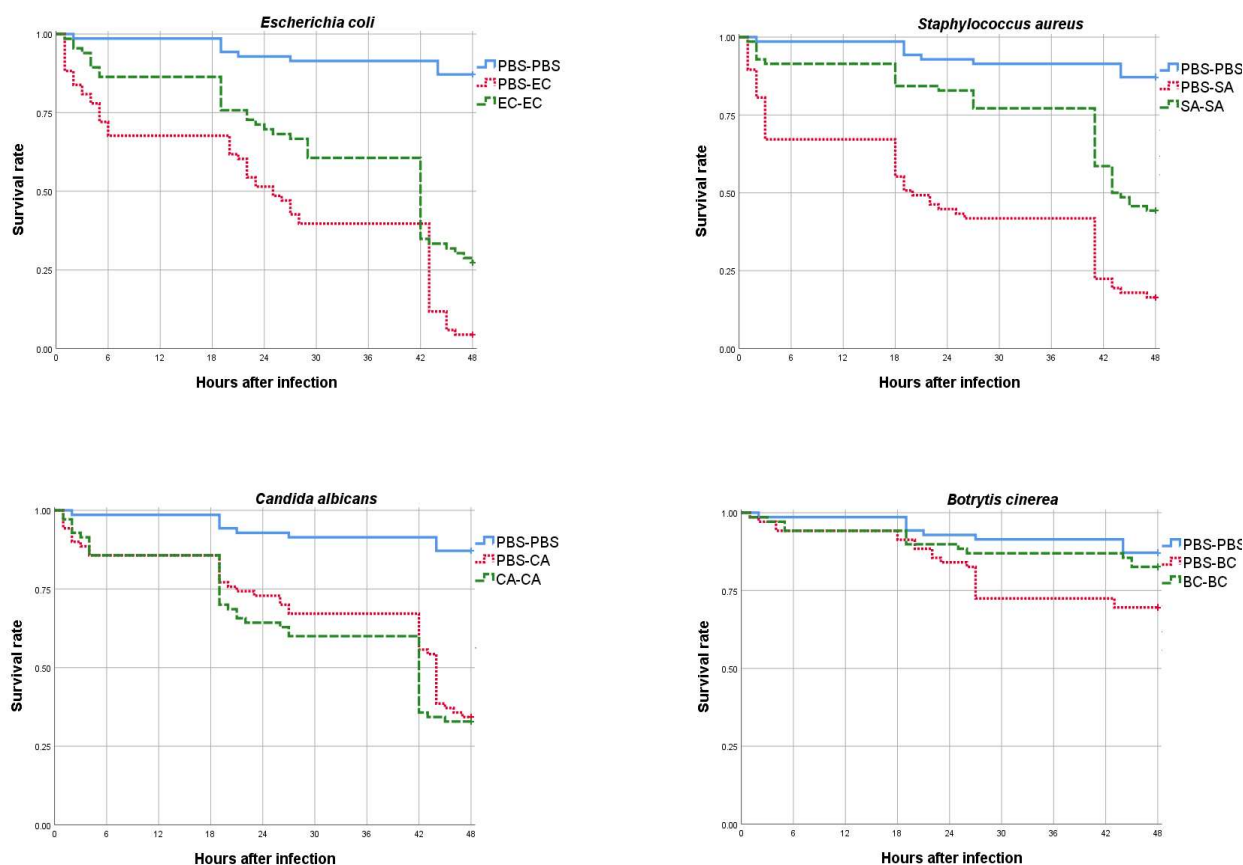 Escherichia coli
1.00
0.75
0.50
0.25
0.00
Survival rate
0 6 12 18 24 30 36 42 48
Hours after infection
PBS-PBS
PBS-EC
EC-EC
Staphylococcus aureus
1.00
0.75
0.50
0.25
0.00
Survival rate
0 6 12 18 24 30 36 42 48
Hours after infection
PBS-PBS
PBS-SA
SA-SA
Candida albicans
1.00
0.75
0.50
0.25
0.00
Survival rate
0 6 12 18 24 30 36 42 48
Hours after infection
PBS-PBS
PBS-CA
CA-CA
Botrytis cinerea
1.00
0.75
0.50
0.25
0.00
Survival rate
0 6 12 18 24 30 36 42 48
Hours after infection
PBS-PBS
PBS-BC
BC-BC